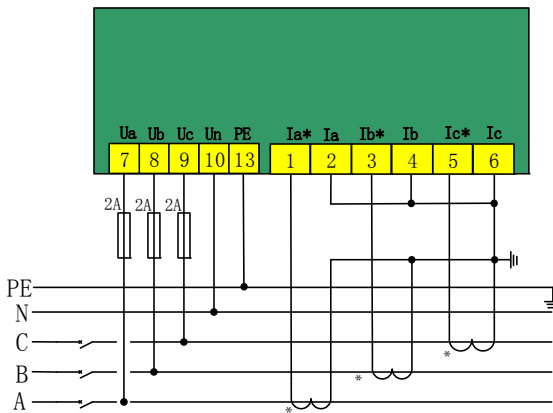 Ua Ub Uc Un PE Ia* Ia Ib* Ib Ic* Ic
7 8 9 10 13 1 2 3 4 5 6
2A 2A 2A
PE
N
C
*
B
*
A
*